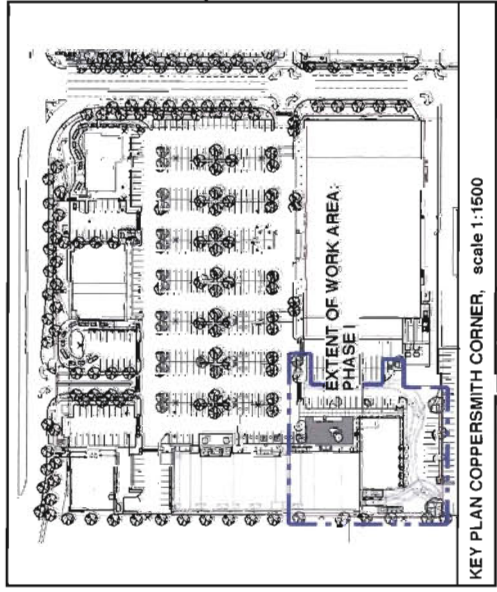 EXTENT OF WORK AREA:
PHASE I
KEY PLAN COPPERSMITH CORNER, scale 1:1500